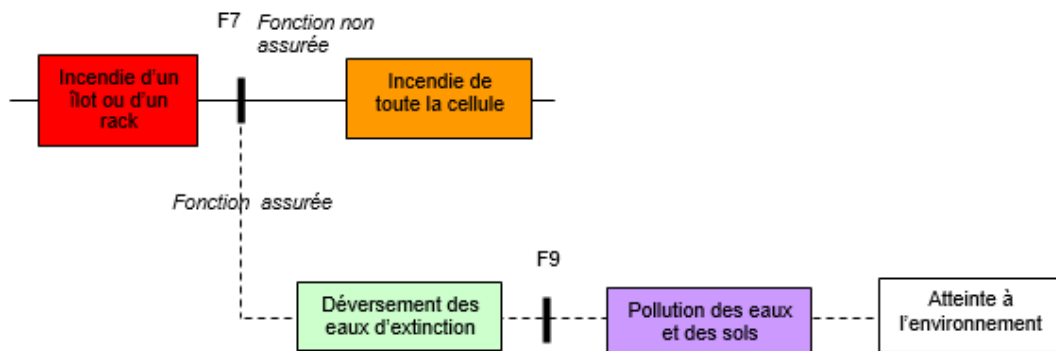 F7
Fonction non
assurée
Incendie d'un
îlot ou d'un
rack
Incendie de
toute la cellule
Fonction assurée
F9
Déversement des
eaux d'extinction
Pollution des eaux
et des sols
Atteinte à
l'environnement